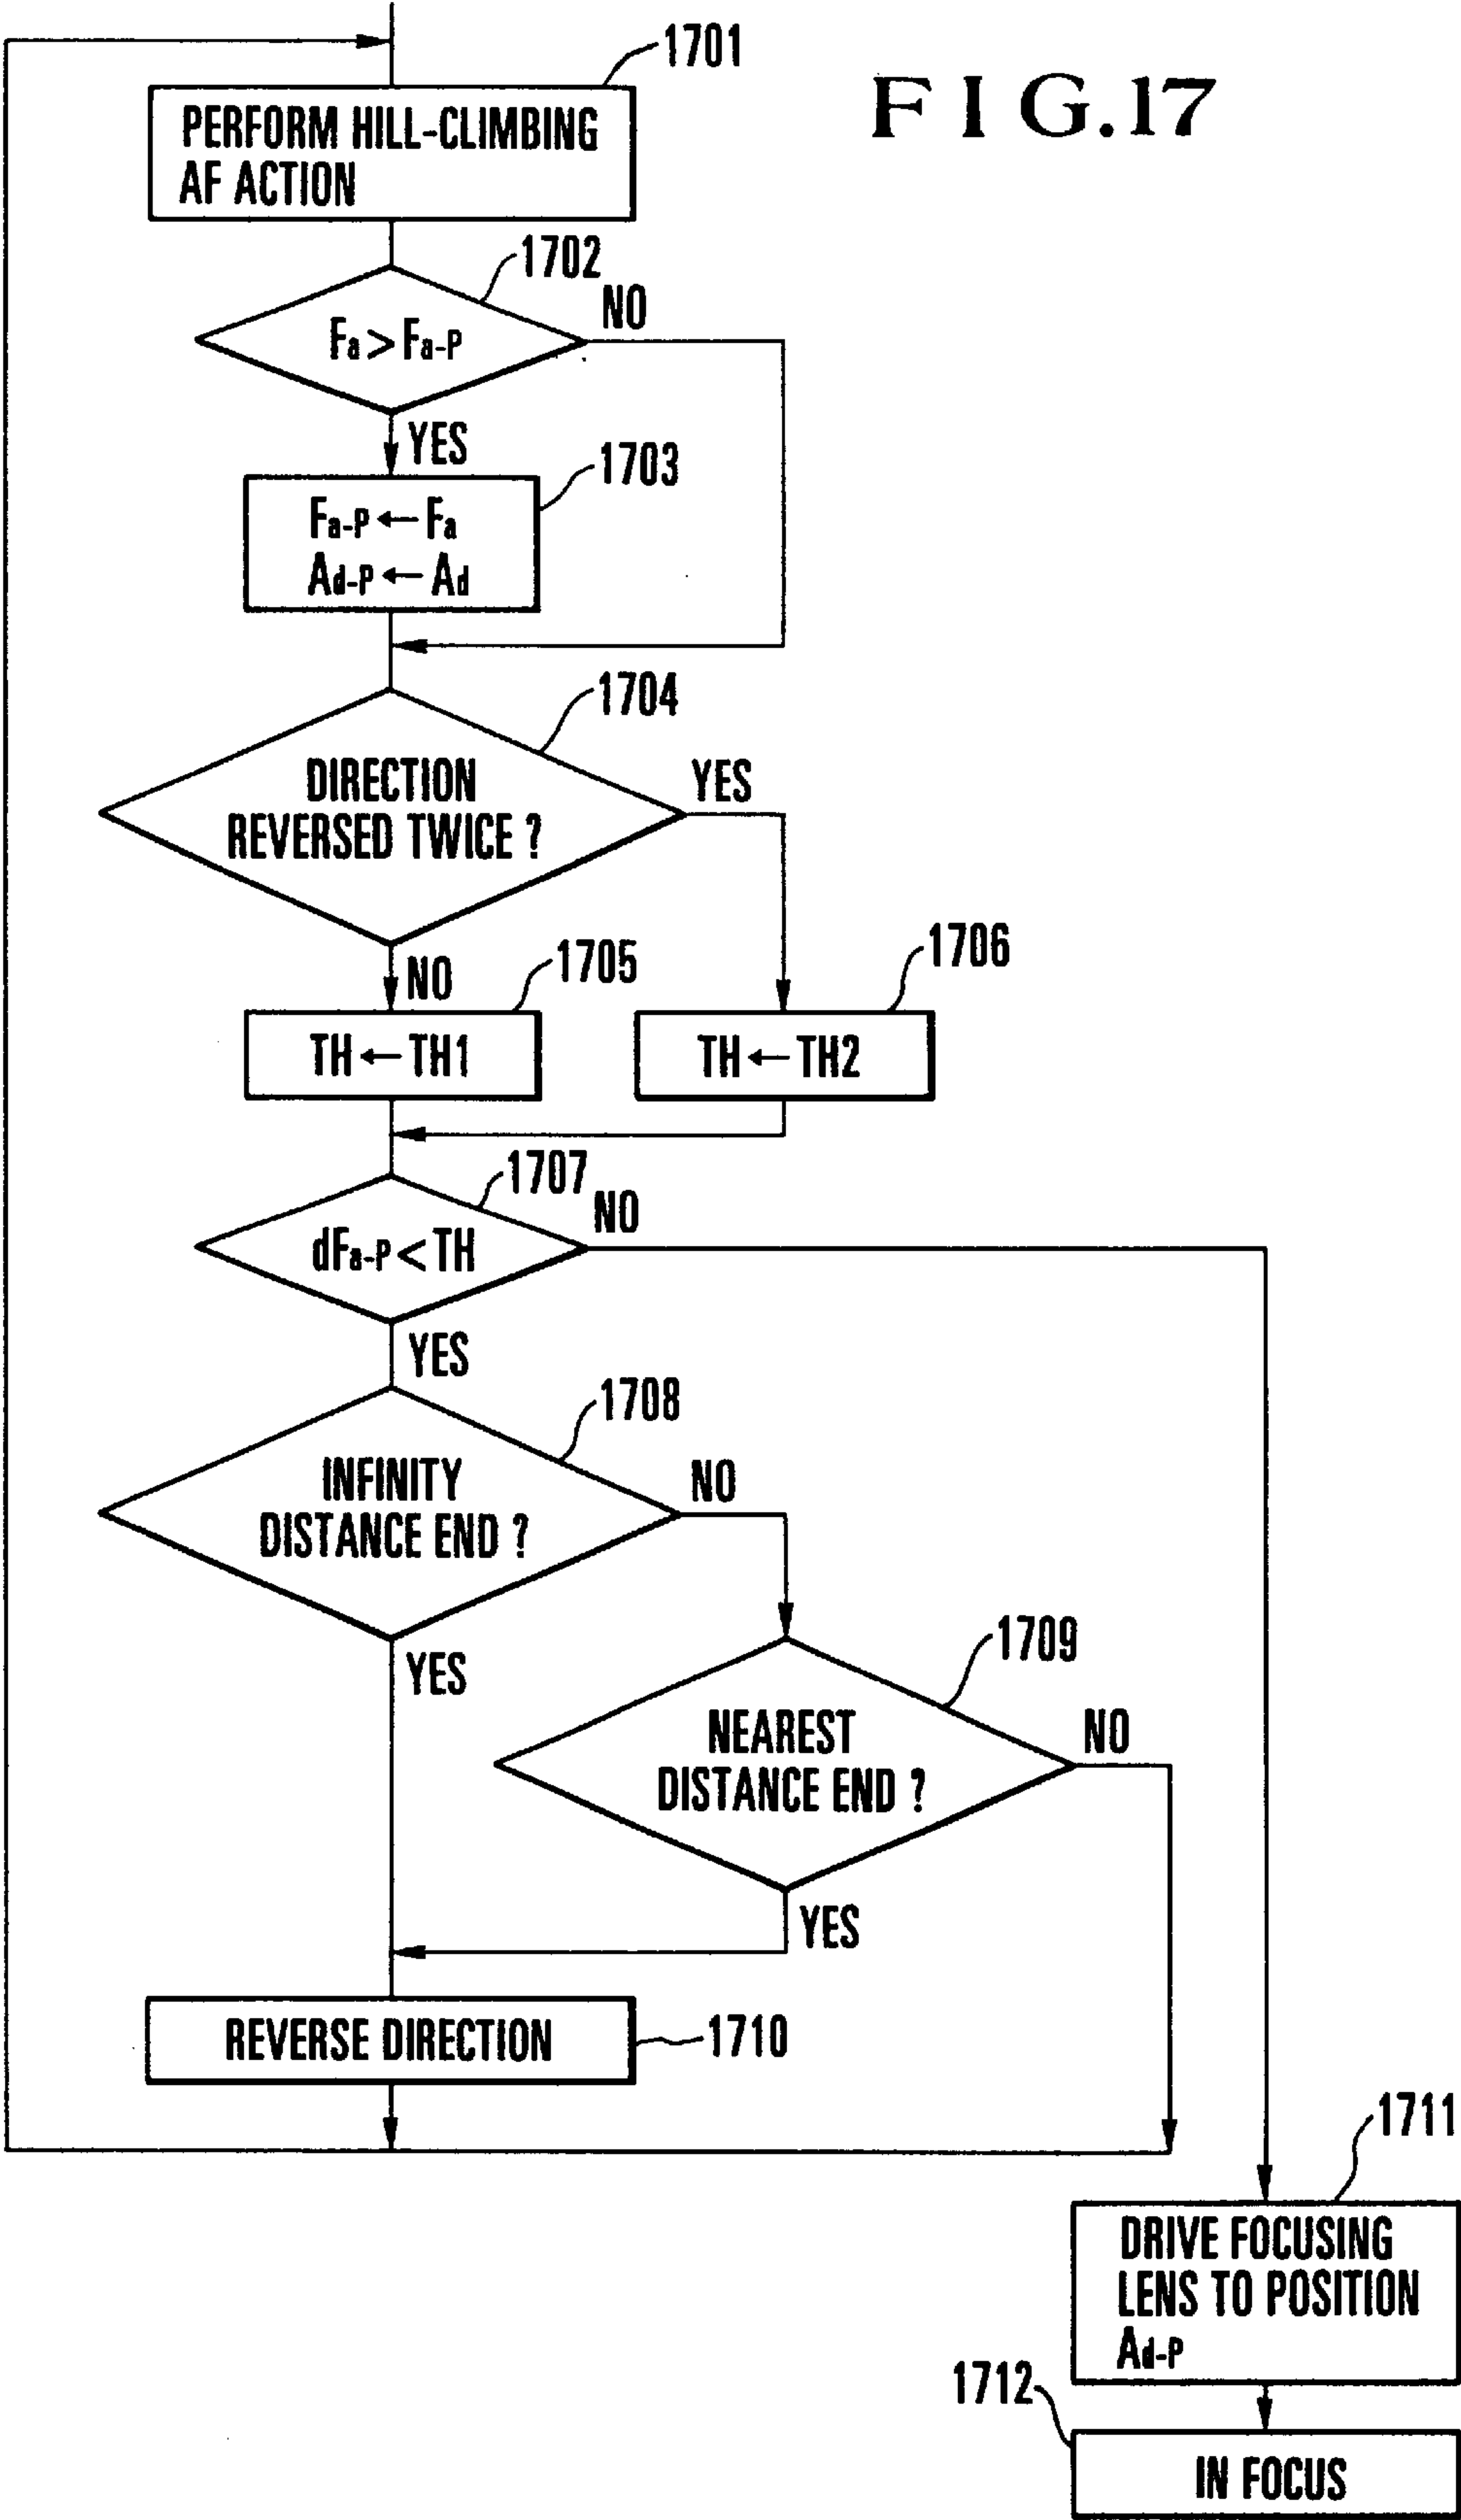 FIG.17
1701
PERFORM HILL-CLIMBING
AF ACTION
1702
Fa > Fa-P
NO
YES
1703
Fa-P ← Fa
Ad-P ← Ad
1704
DIRECTION
REVERSED TWICE ?
YES
NO
1705
TH ← TH1
1706
TH ← TH2
1707
dFa-P < TH
NO
YES
1708
INFINITY
DISTANCE END ?
NO
YES
1709
NEAREST
DISTANCE END ?
NO
YES
REVERSE DIRECTION
1710
1711
DRIVE FOCUSING
LENS TO POSITION
Ad-P
1712
IN FOCUS